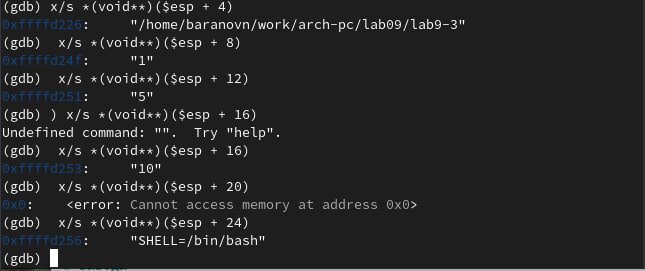 (gdb) x/s *(void**)($esp + 4)
0xffffd226:     "/home/baranovn/work/arch-pc/lab09/lab9-3"
(gdb)  x/s *(void**)($esp + 8)
0xffffd24f:     "1"
(gdb)  x/s *(void**)($esp + 12)
0xffffd251:     "5"
(gdb) ) x/s *(void**)($esp + 16)
Undefined command: "".  Try "help".
(gdb)  x/s *(void**)($esp + 16)
0xffffd253:     "10"
(gdb)  x/s *(void**)($esp + 20)
0x0:    <error: Cannot access memory at address 0x0>
(gdb)  x/s *(void**)($esp + 24)
0xffffd256:     "SHELL=/bin/bash"
(gdb)